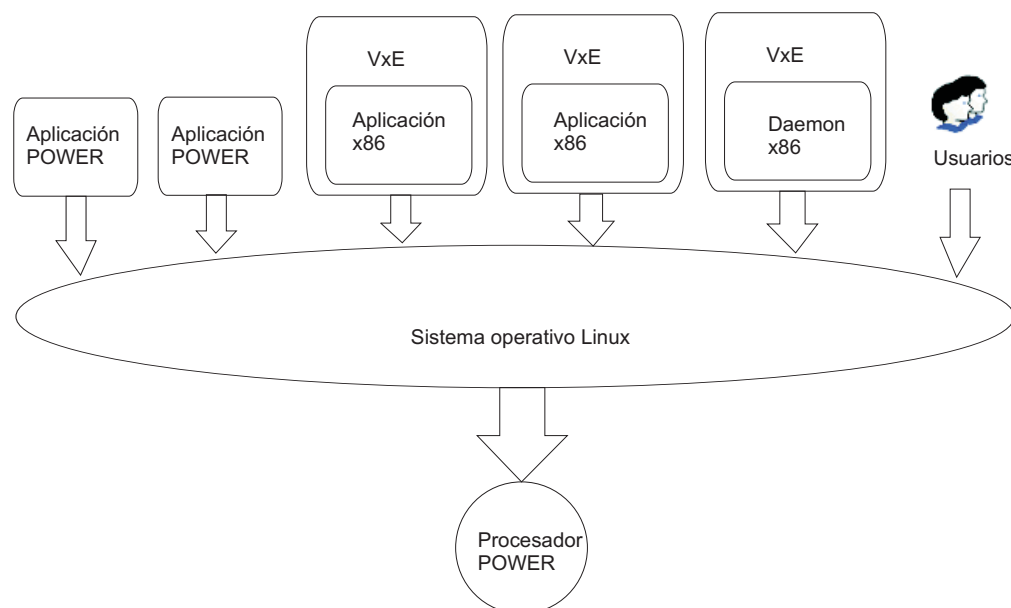 Aplicación
POWER
Aplicación
POWER
VxE
Aplicación
x86
VxE
Aplicación
x86
VxE
Daemon
x86
Usuarios
Sistema operativo Linux
Procesador
POWER